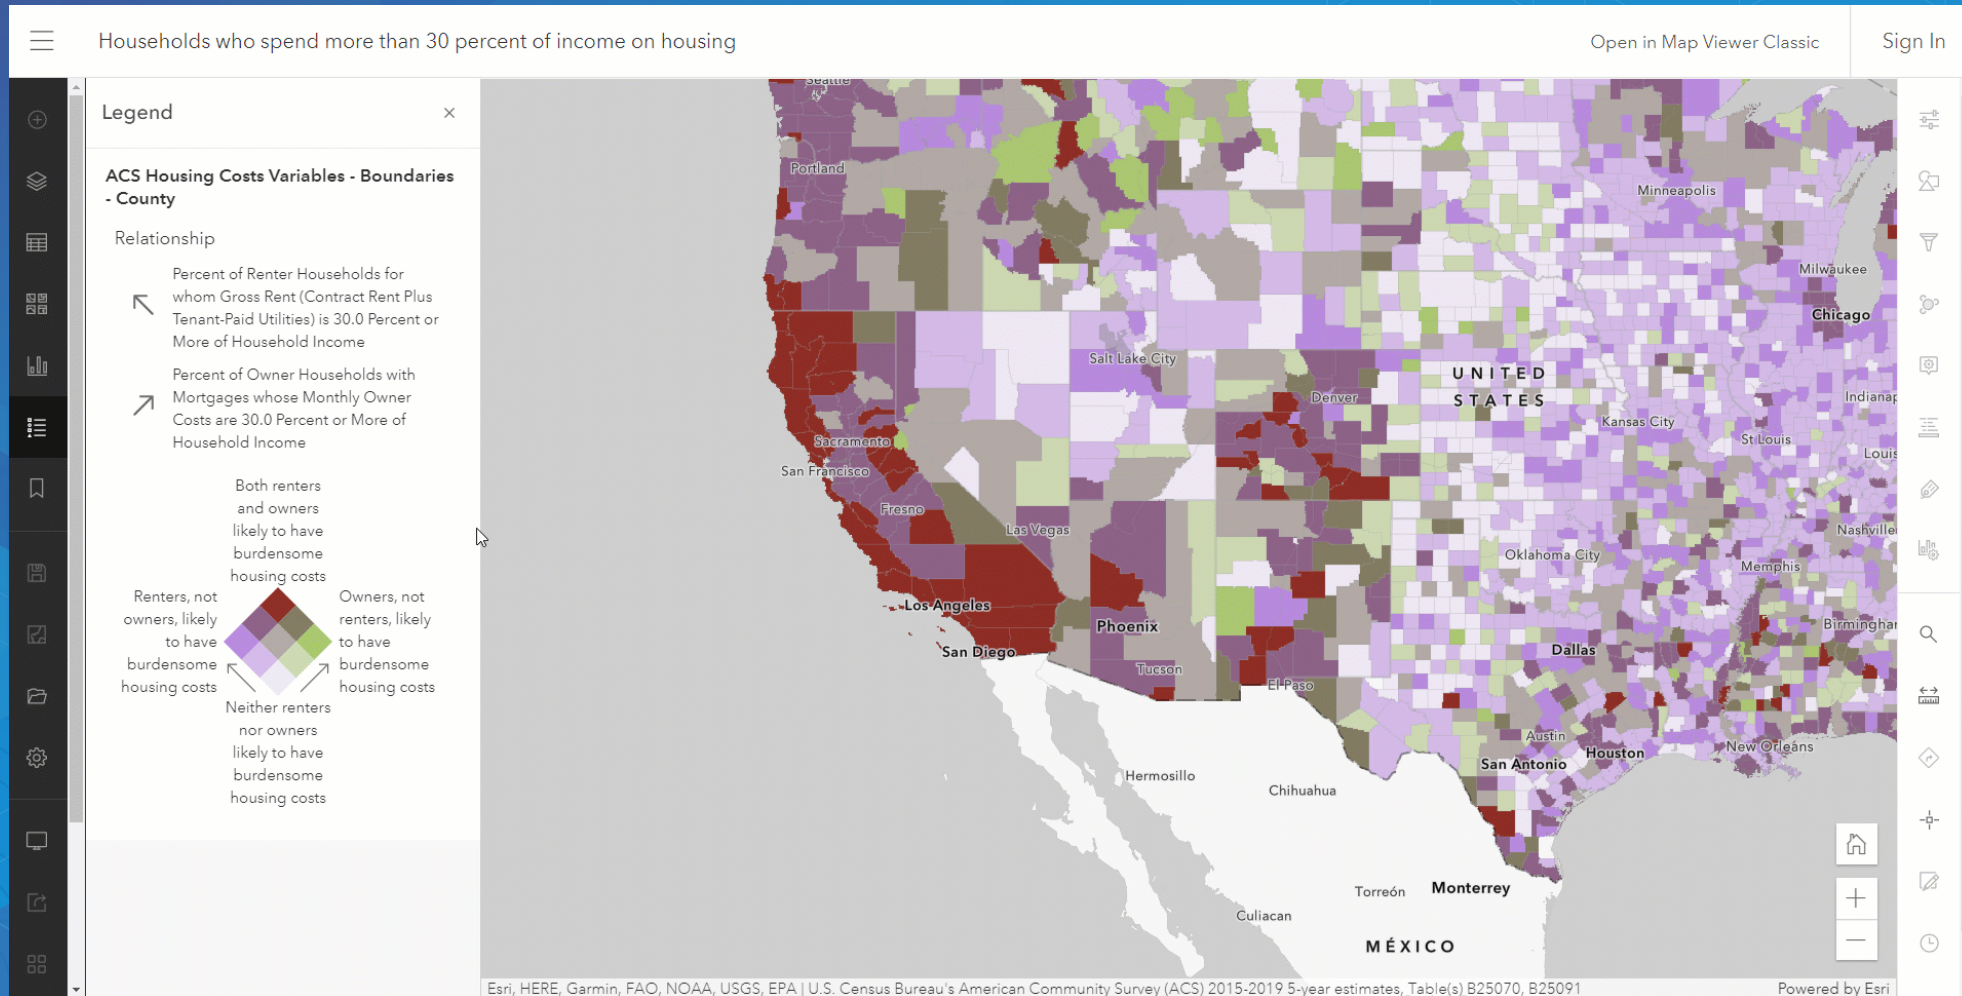 Households who spend more than 30 percent of income on housing
Open in Map Viewer Classic
Sign In
Legend
ACS Housing Costs Variables - Boundaries
- County
Relationship
Percent of Renter Households for
whom Gross Rent (Contract Rent Plus
Tenant-Paid Utilities) is 30.0 Percent or
More of Household Income
Percent of Owner Households with
Mortgages whose Monthly Owner
Costs are 30.0 Percent or More of
Household Income
Both renters
and owners
likely to have
burdensome
housing costs
Renters, not
owners, likely
to have
burdensome
housing costs
Owners, not
renters, likely
to have
burdensome
housing costs
Neither renters
nor owners
likely to have
burdensome
housing costs
Seattle
Portland
Minneapolis
Milwaukee
Chicago
Salt Lake City
UNITED
STATES
Denver
Indianap
Kansas City
St Louis
Sacramento
Louis
San Francisco
Fresno
Las Vegas
Nashville
Oklahoma City
Memphis
Los Angeles
Phoenix
Birminghar
San Diego
Dallas
Tucson
El Paso
Austin
Houston
New Orleans
San Antonio
Hermosillo
Chihuahua
Torreón
Monterrey
Culiacan
MÉXICO
Esri, HERE, Garmin, FAO, NOAA, USGS, EPA | U.S. Census Bureau's American Community Survey (ACS) 2015-2019 5-year estimates, Table(s) B25070, B25091
Powered by Esri